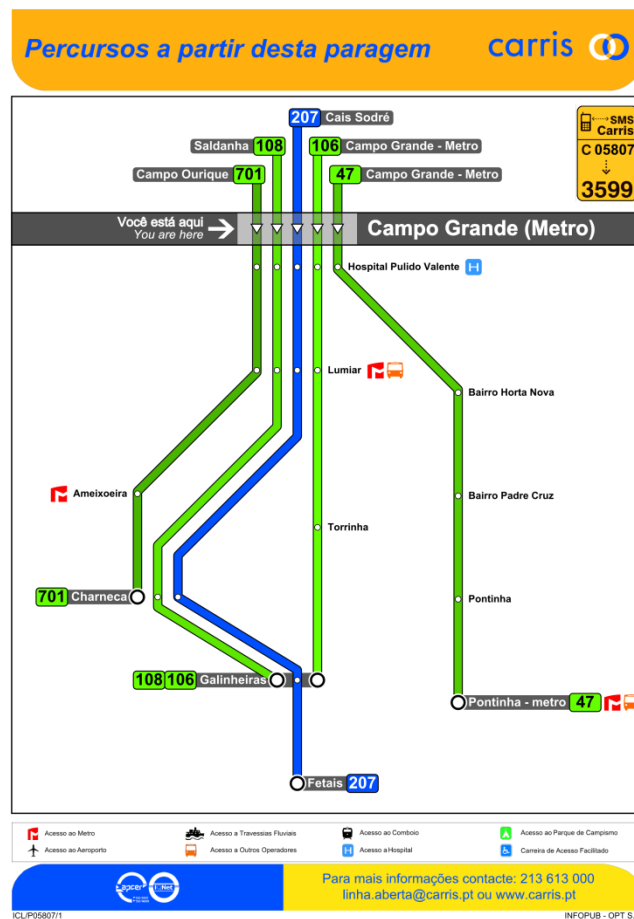 Percursos a partir desta paragem
carris
207 Cais Sodré
Saldanha 108
106 Campo Grande - Metro
Campo Ourique 701
47 Campo Grande - Metro
SMS
Carris
C 05807
3599
Você está aqui
You are here
Campo Grande (Metro)
Hospital Pulido Valente H
Lumiar
Bairro Horta Nova
Ameixoeira
Bairro Padre Cruz
Torrinha
701 Charneca
Pontinha
108 106 Galinheiras
Pontinha - metro 47
Fetais 207
Acesso ao Metro
Acesso a Travessias Fluviais
Acesso ao Comboio
Acesso ao Parque de Campismo
Acesso ao Aeroporto
Acesso a Outros Operadores
H Acesso a Hospital
Carreira de Acesso Facilitado
apcer
IQNet
Para mais informações contacte: 213 613 000
linha.aberta@carris.pt ou www.carris.pt
ICL/P05807/1
INFOPUB - OPT S.